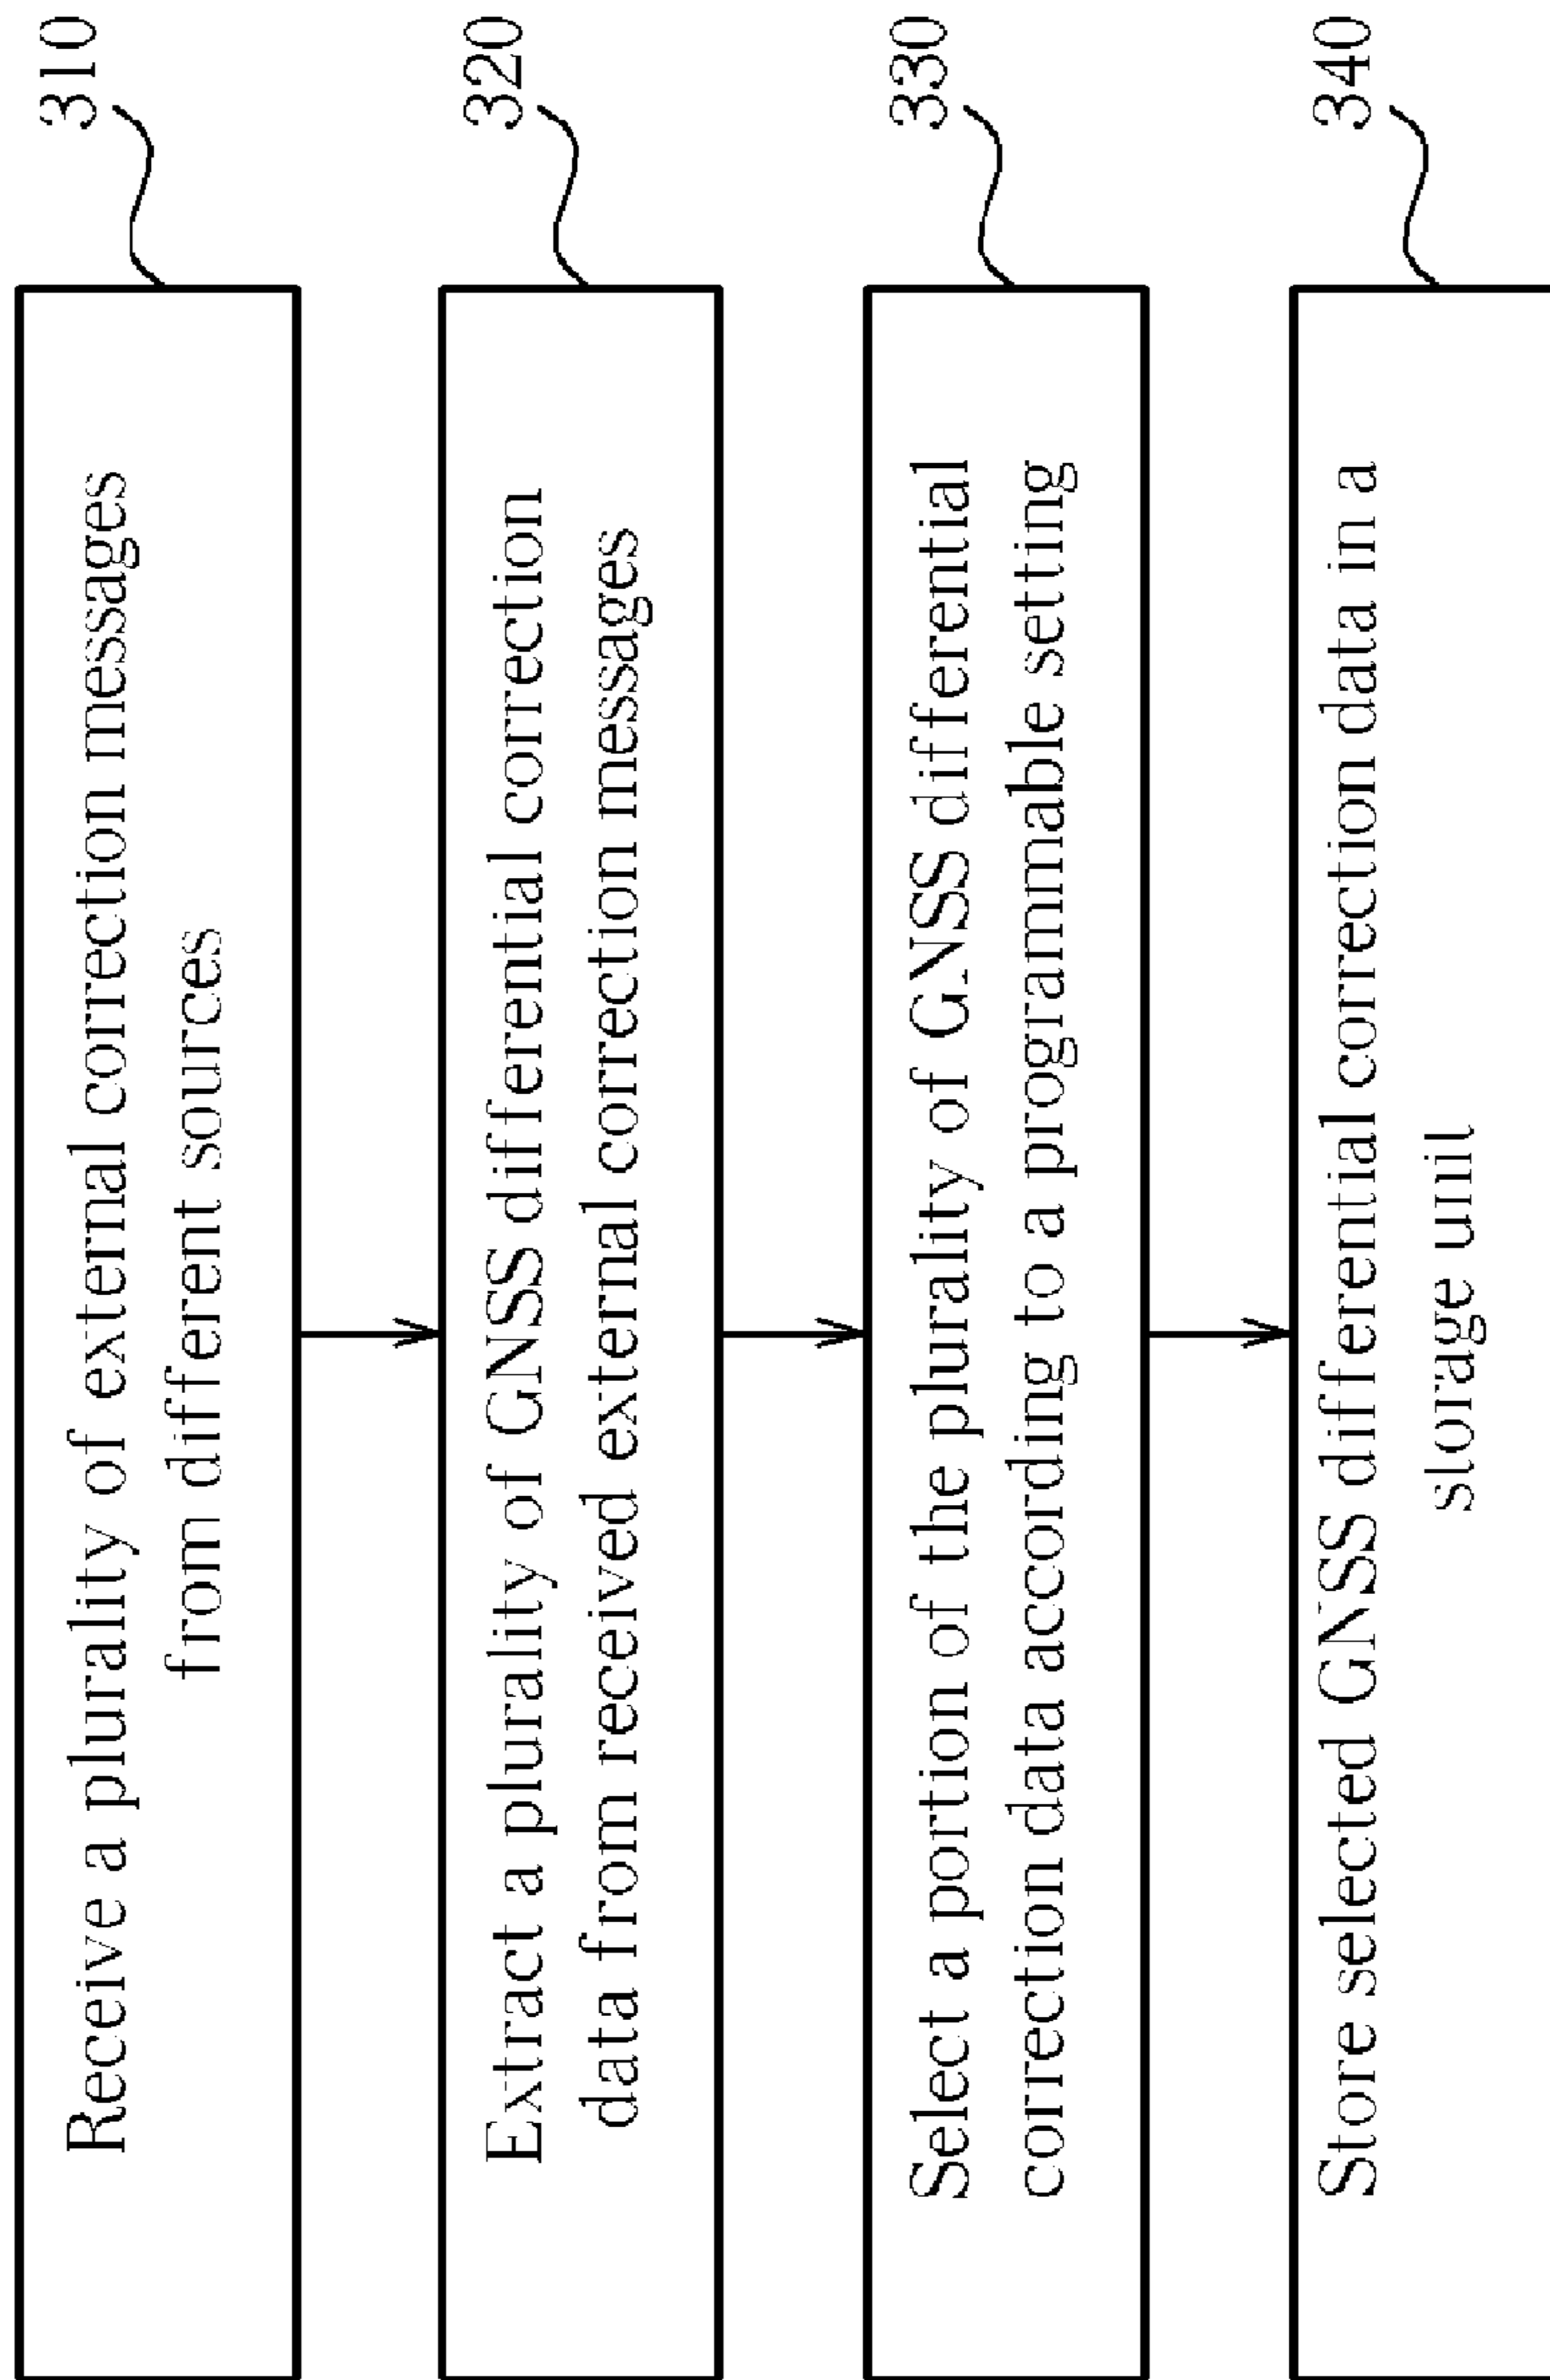 Receive a plurality of external correction messages
from different sources
310
Extract a plurality of GNSS differential correction
data from received external correction messages
320
Select a portion of the plurality of GNSS differential
correction data according to a programmable setting
330
Store selected GNSS differential correction data in a
storage unit
340